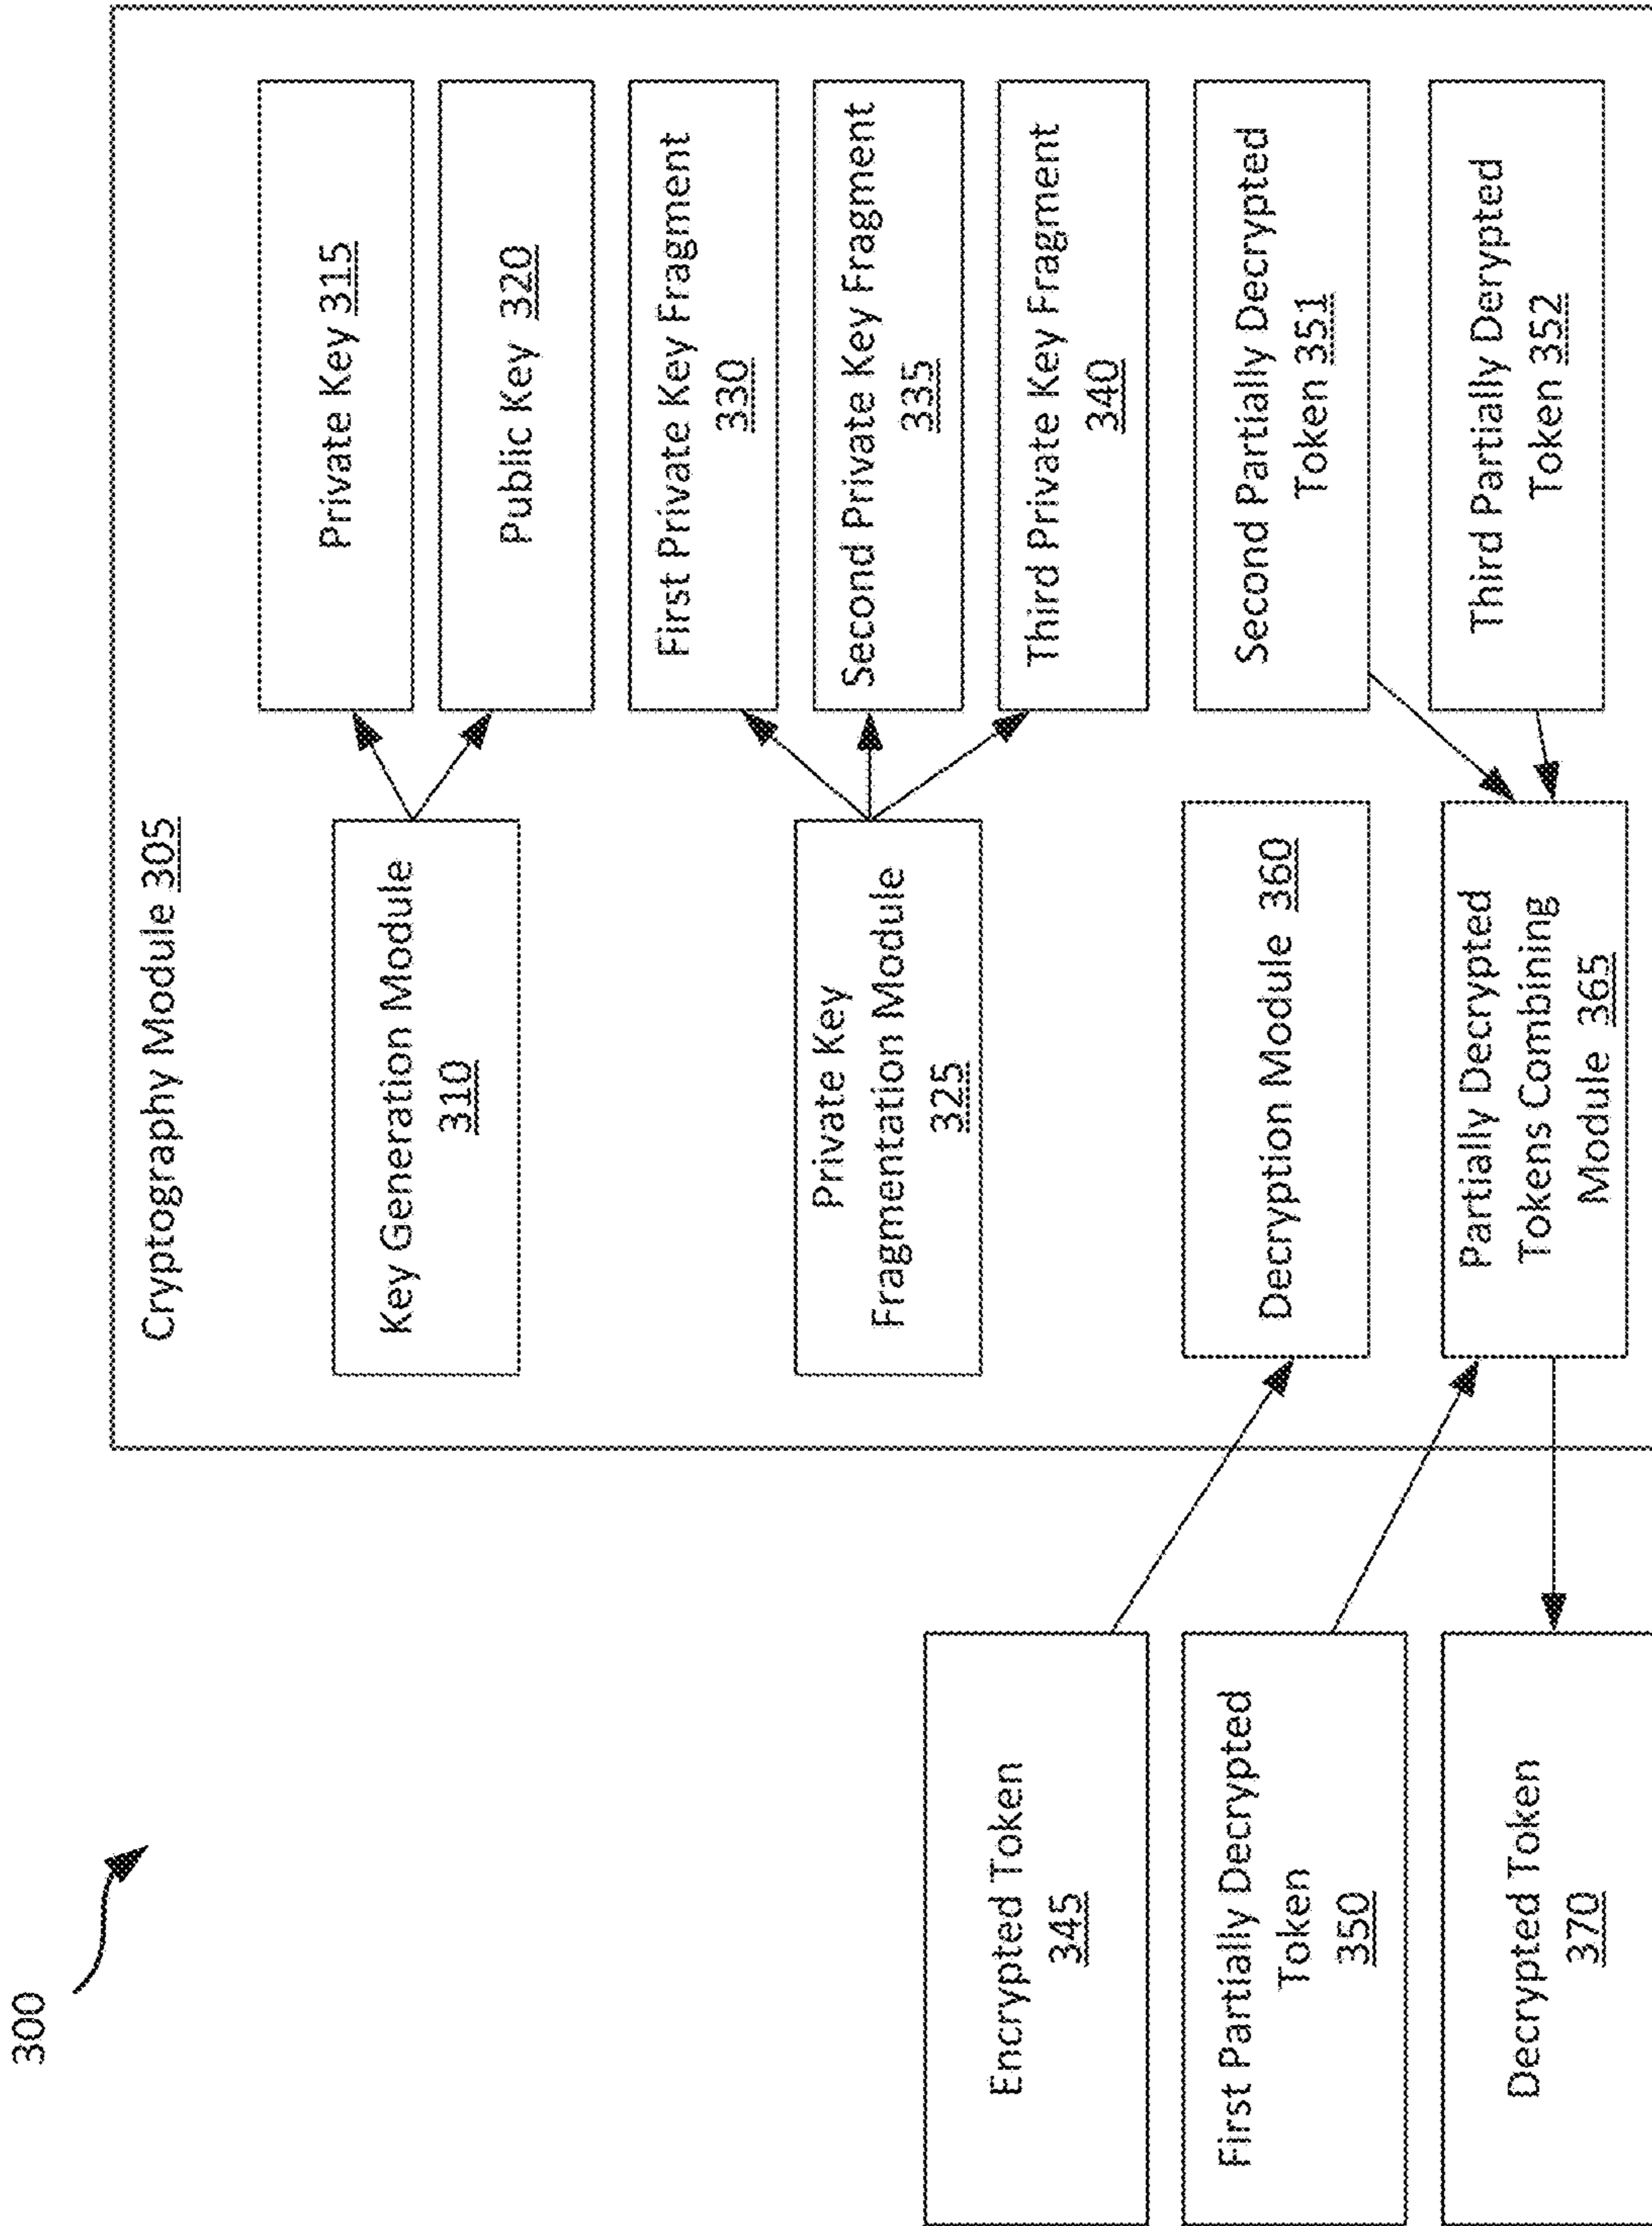 300
Cryptography Module 305
Key Generation Module
310
Private Key 315
Public Key 320
Private Key
Fragmentation Module
325
First Private Key Fragment
330
Second Private Key Fragment
335
Third Private Key Fragment
340
Encrypted Token
345
First Partially Decrypted
Token
350
Decrypted Token
370
Decryption Module 360
Partially Decrypted
Tokens Combining
Module 365
Second Partially Decrypted
Token 351
Third Partially Derypted
Token 352